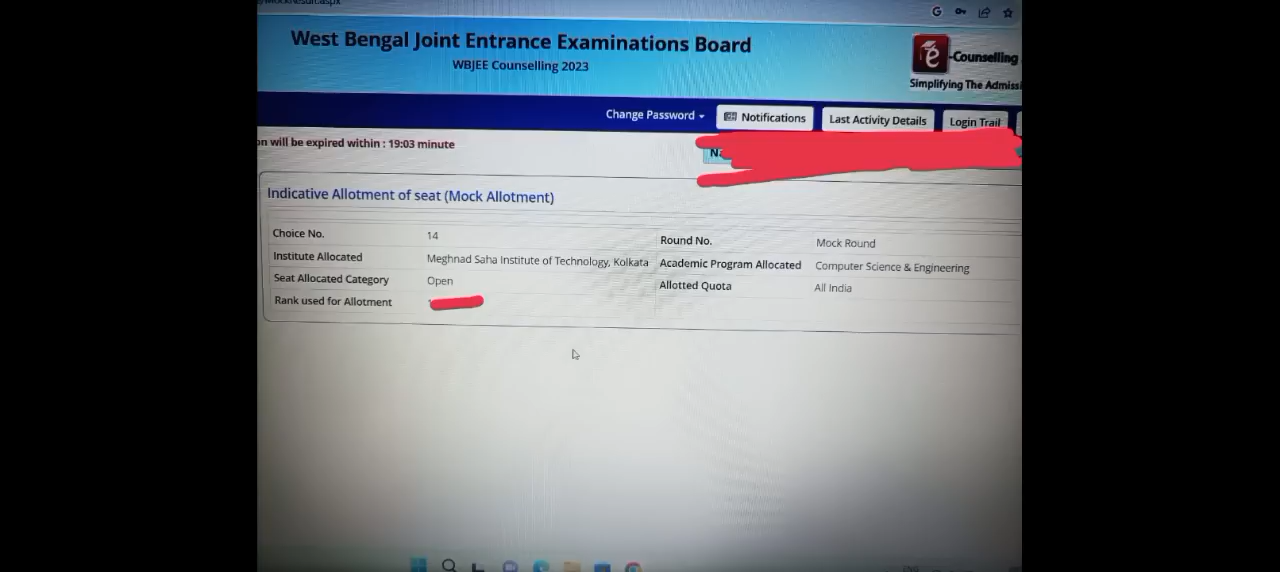 West Bengal Joint Entrance Examinations Board
WBJEE Counselling 2023
e-Counselling
Simplifying The
Change Password
Notifications
Last Activity Details
Login Trail
will be expired within : 19:03 minute
Indicative Allotment of seat (Mock Allotment)
Choice No. 14
Round No. Mock Round
Institute Allocated Meghnad Saha Institute of Technology, Kolkata
Academic Program Allocated Computer Science & Engineering
Seat Allocated Category Open
Allotted Quota All India
Rank used for Allotment